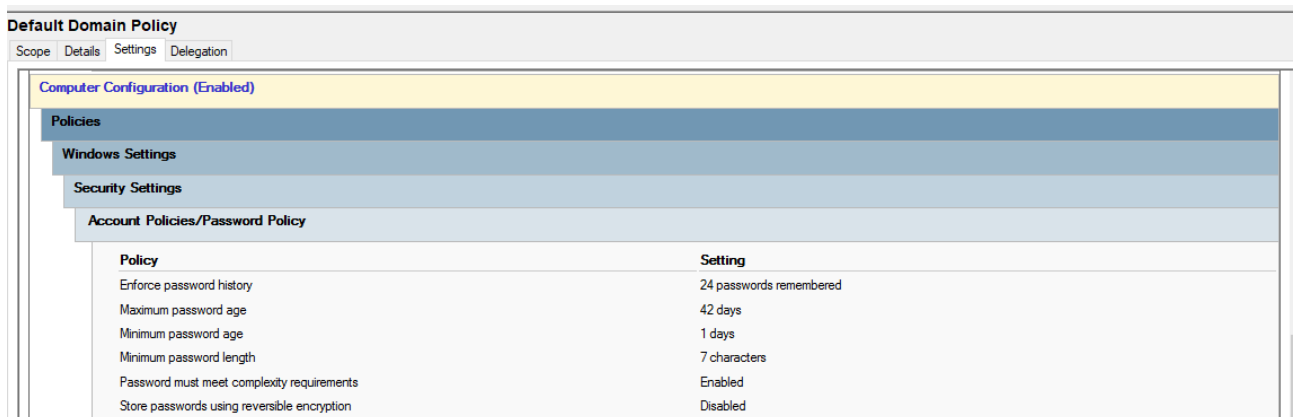 Default Domain Policy
Scope Details Settings Delegation
Computer Configuration (Enabled)
Policies
Windows Settings
Security Settings
Account Policies/Password Policy
Policy Setting
Enforce password history 24 passwords remembered
Maximum password age 42 days
Minimum password age 1 days
Minimum password length 7 characters
Password must meet complexity requirements Enabled
Store passwords using reversible encryption Disabled